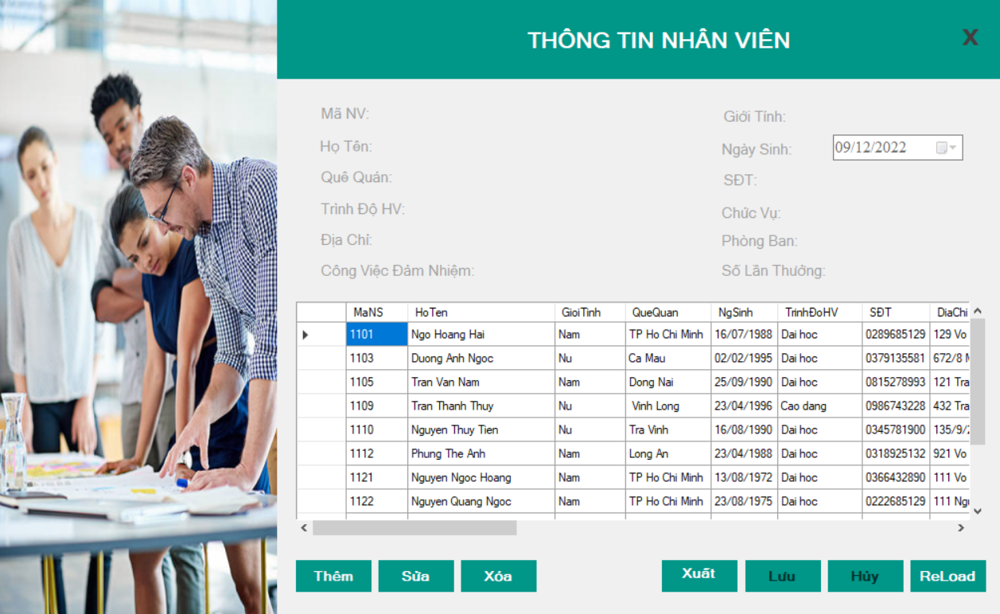 THÔNG TIN NHÂN VIÊN X
Mã NV: Giới Tính:
Họ Tên: Ngày Sinh: 09/12/2022
Quê Quán: SĐT:
Trình Độ HV: Chức Vụ:
Địa Chỉ: Phòng Ban:
Công Việc Đảm Nhiệm: Số Lần Thưởng:
MaNS HoTen GioiTinh QueQuan NgSinh TrinhĐoHV SĐT DiaChi
1101 Ngo Hoang Hai Nam TP Ho Chi Minh 16/07/1988 Dai hoc 0289685129 129 Vo
1103 Duong Anh Ngoc Nu Ca Mau 02/02/1995 Dai hoc 0379135581 672/8
1105 Tran Van Nam Nam Dong Nai 25/09/1990 Dai hoc 0815278993 121 Tra
1109 Tran Thanh Thuy Nu Vinh Long 23/04/1996 Cao dang 0986743228 432 Tra
1110 Nguyen Thuy Tien Nu Tra Vinh 16/08/1990 Dai hoc 0345781900 135/9/
1112 Phung The Anh Nam Long An 23/04/1988 Dai hoc 0318925132 921 Vo
1121 Nguyen Ngoc Hoang Nam TP Ho Chi Minh 13/08/1972 Dai hoc 0366432890 111 Vo
1122 Nguyen Quang Ngoc Nam TP Ho Chi Minh 23/08/1975 Dai hoc 0222685129 111
Thêm Sửa Xóa Xuất Lưu Hủy ReLoad